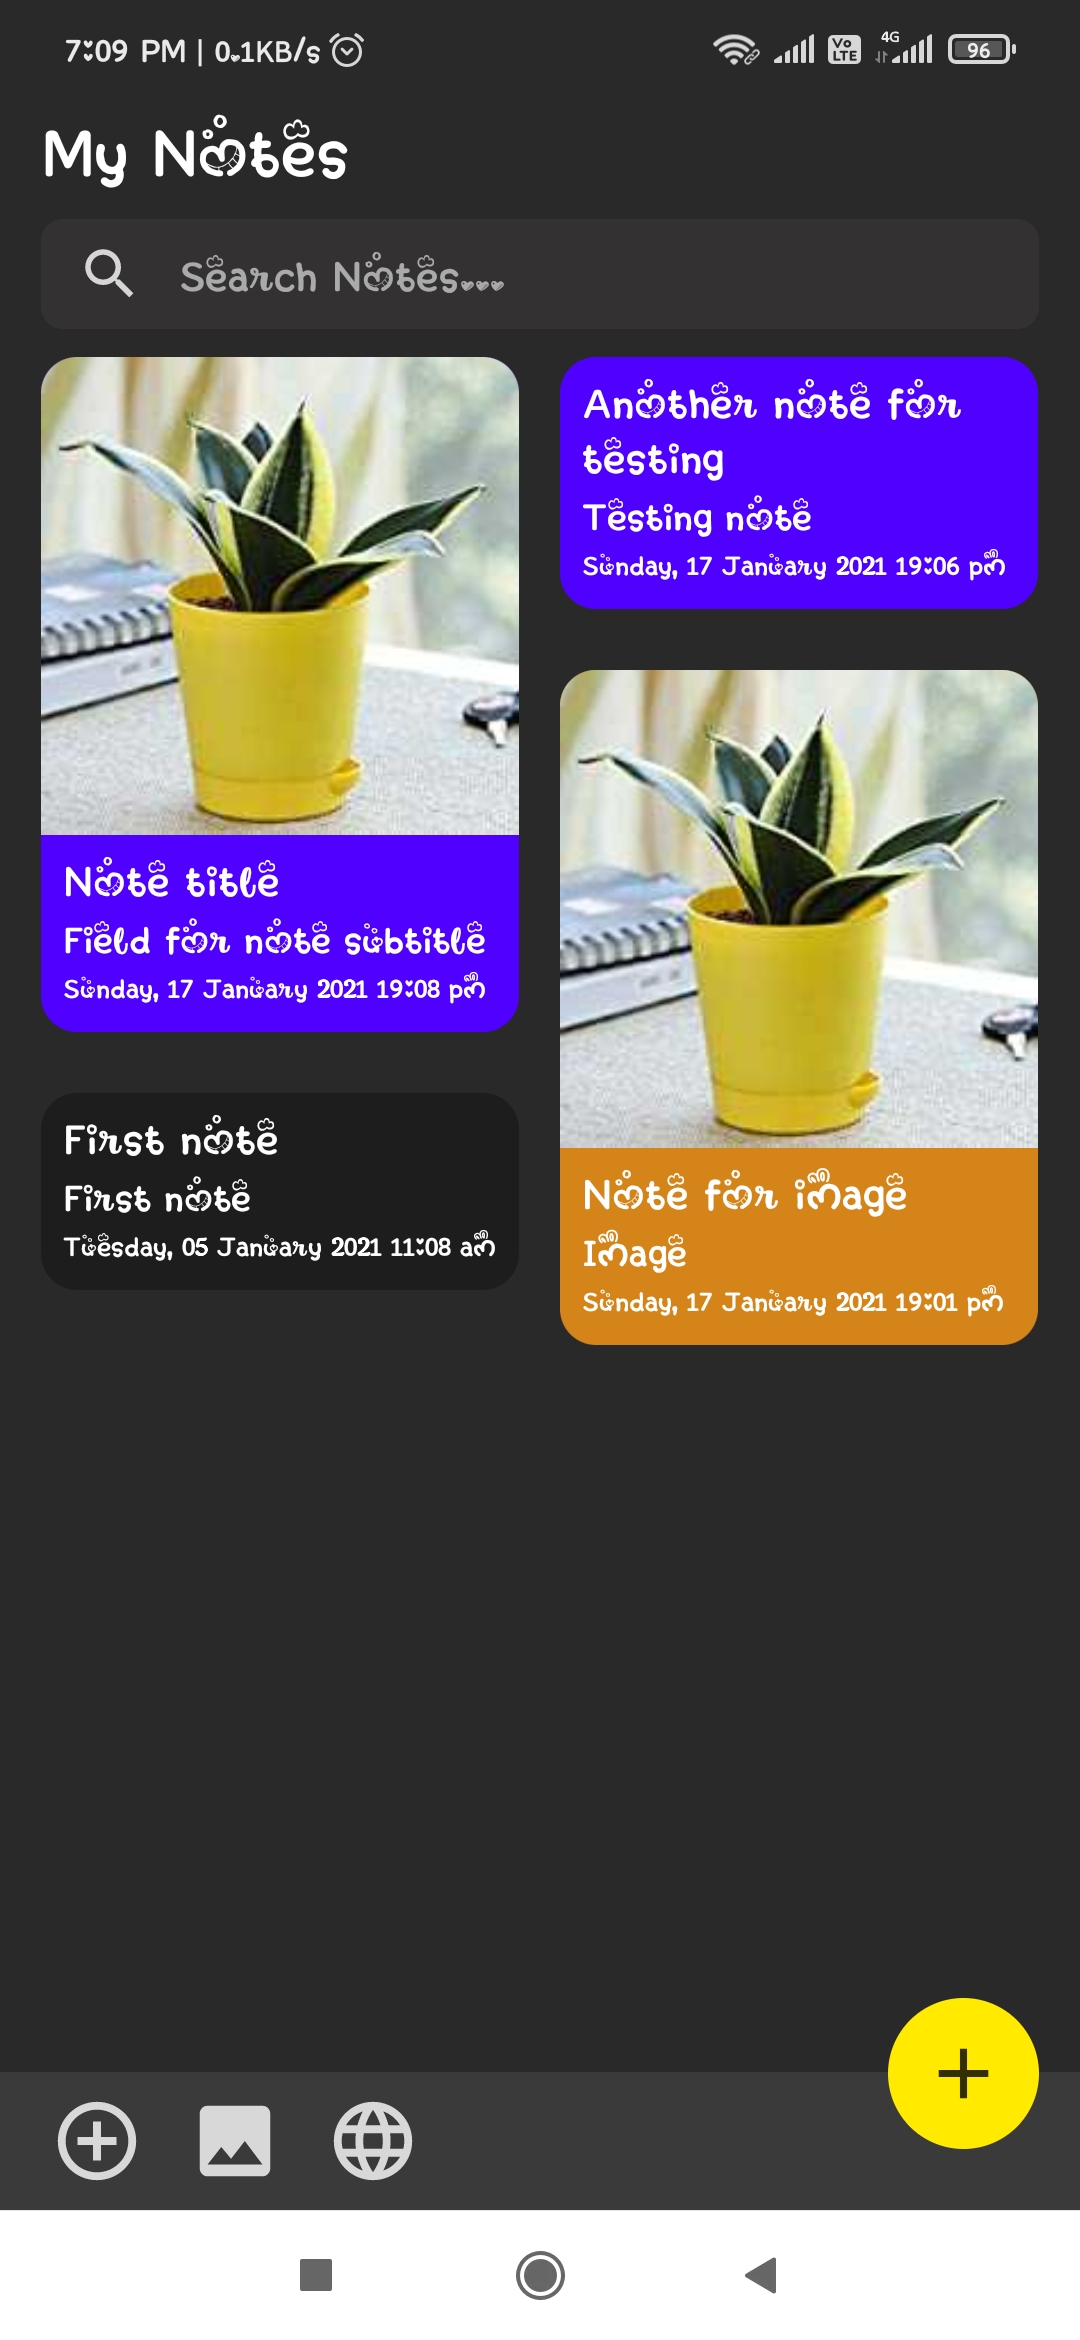 7:09 PM | 0.1KB/s
Vo
LTE
4G
96
My Notes
Search Notes...
Note title
Field for note subtitle
Sunday, 17 January 2021 19:08 pm
First note
First note
Tuesday, 05 January 2021 11:08 am
Another note for
testing
Testing note
Sunday, 17 January 2021 19:06 pm
Note for image
Image
Sunday, 17 January 2021 19:01 pm